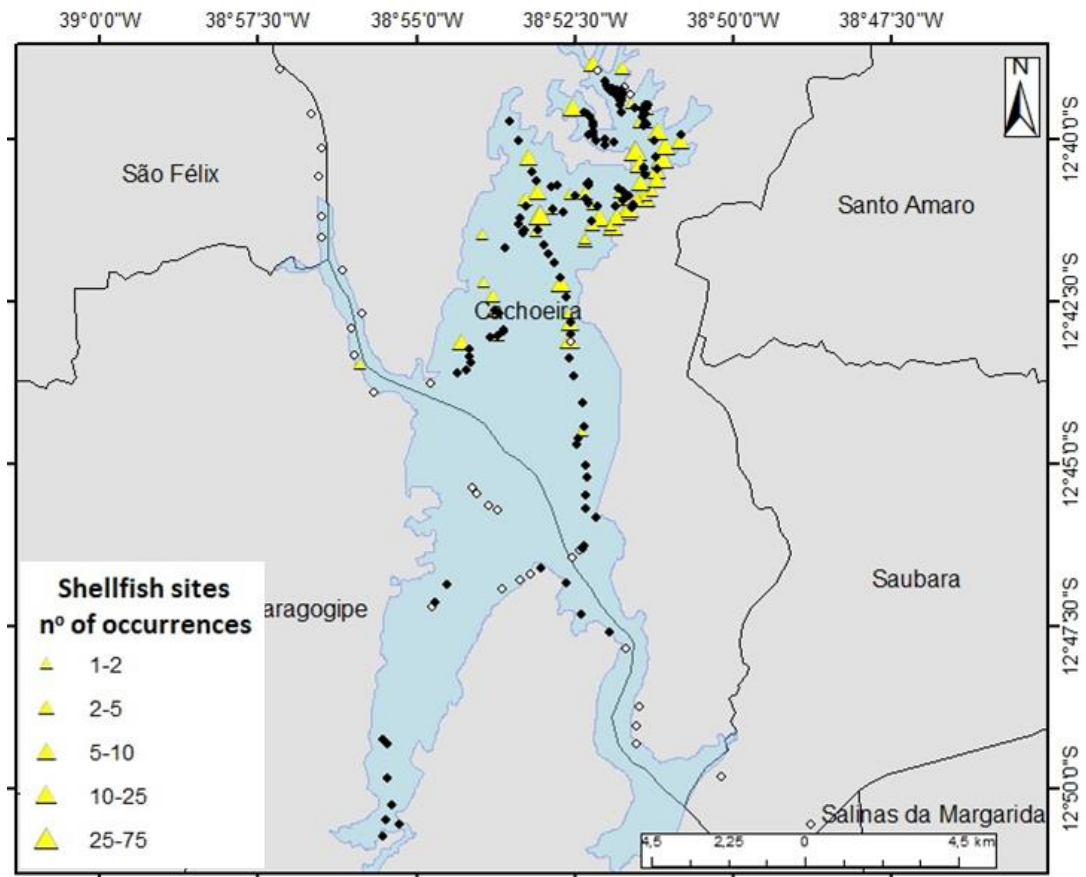 39°0'0"W 38°57'30"W 38°55'0"W 38°52'30"W 38°50'0"W 38°47'30"W
N
12°40'0"S
São Félix
Santo Amaro
12°42'30"S
Cachoeira
12°45'0"S
Saubara
Shellfish sites
nº of occurrences
aragogipe
12°47'30"S
1-2
2-5
5-10
10-25
25-75
12°50'0"S
Salinas da Margarida
4,5 2,25 0 4,5 km